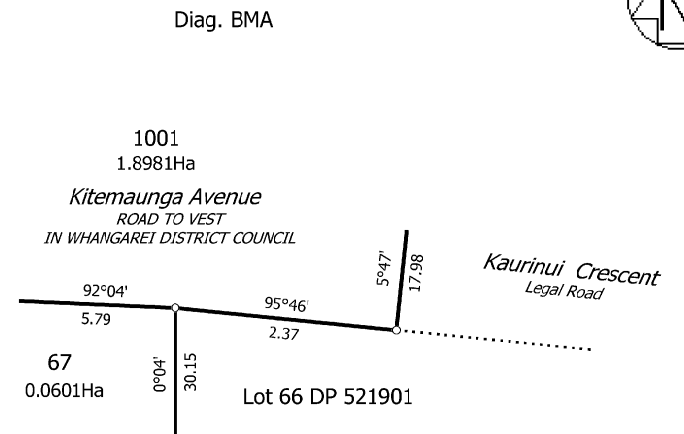 Diag. BMA
1001
1.8981Ha
Kitemaunga Avenue
ROAD TO VEST
IN WHANGAREI DISTRICT COUNCIL
5°47'
17.98
Kaurinui Crescent
Legal Road
92°04'
5.79
95°46'
2.37
67
0.0601Ha
0°04'
30.15
Lot 66 DP 521901